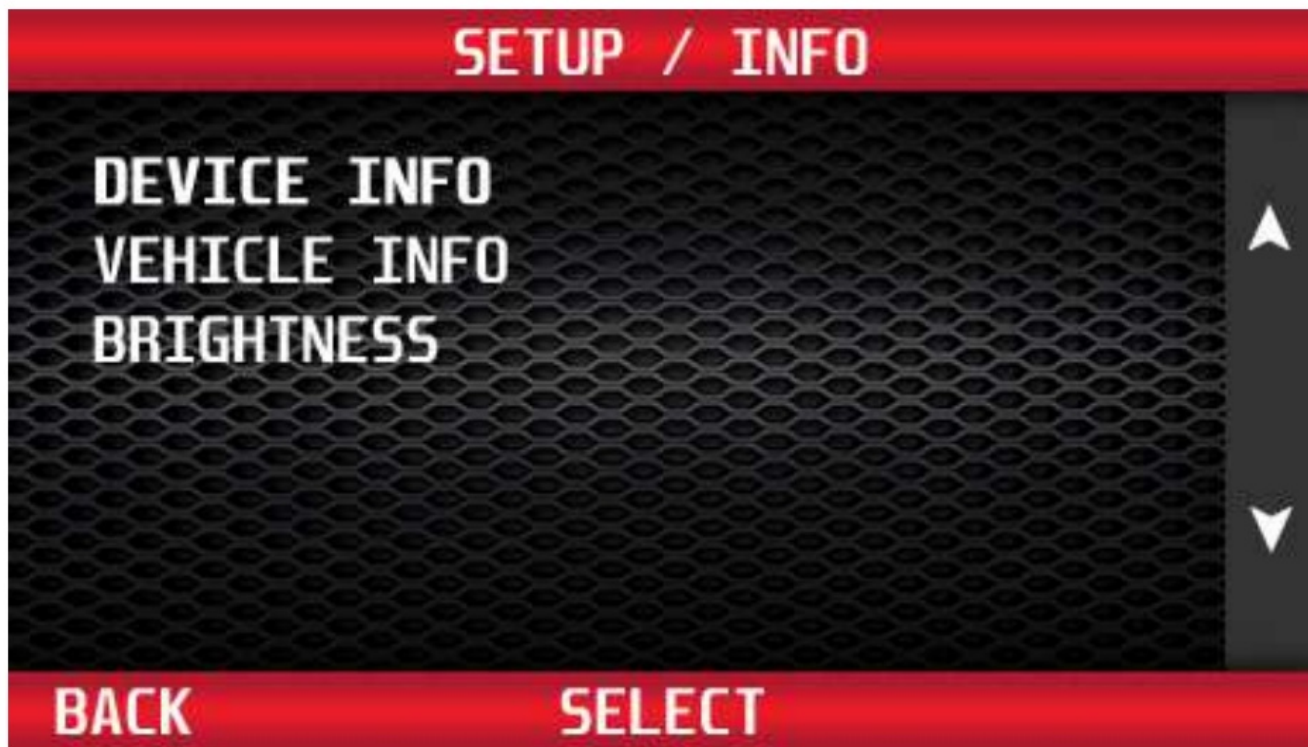 SETUP / INFO
DEVICE INFO
VEHICLE INFO
BRIGHTNESS
BACK SELECT